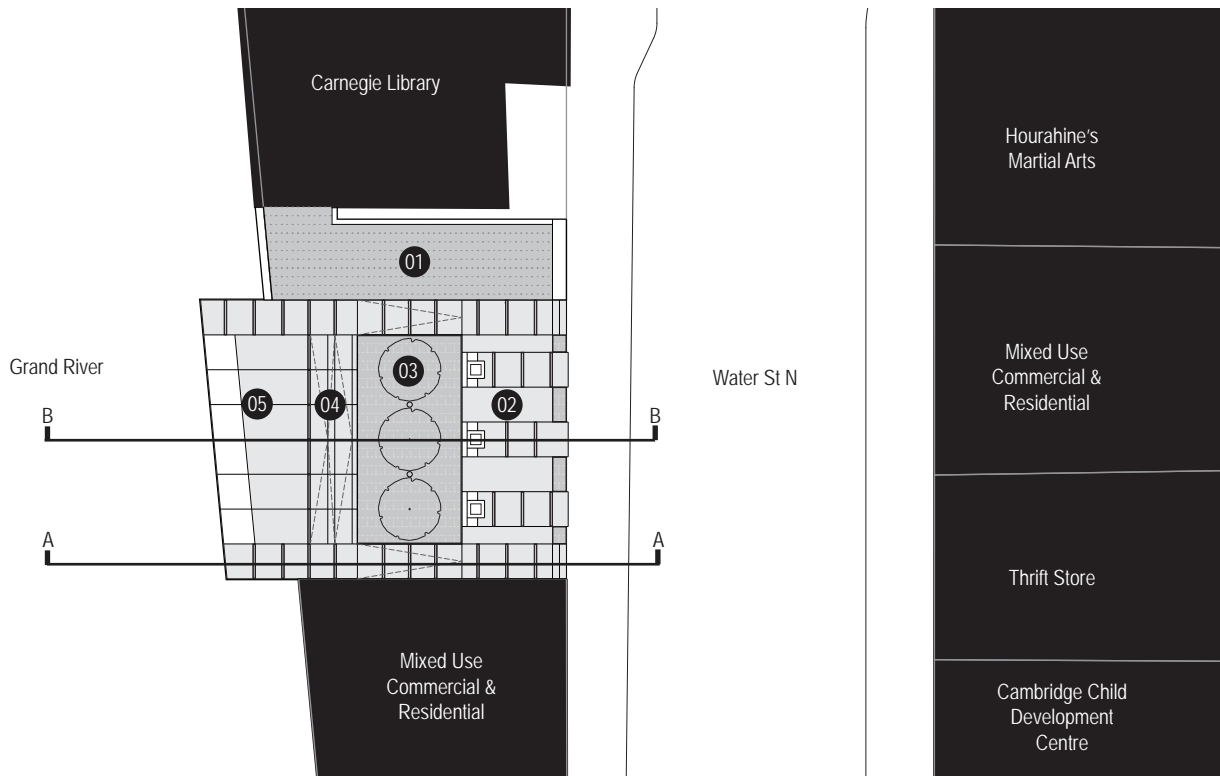 Carnegie Library
Hourahine's
Martial Arts
01
Grand River
03
Water St N
Mixed Use
Commercial &
Residential
05
04
02
B
B
A
A
Thrift Store
Mixed Use
Commercial &
Residential
Cambridge Child
Development
Centre